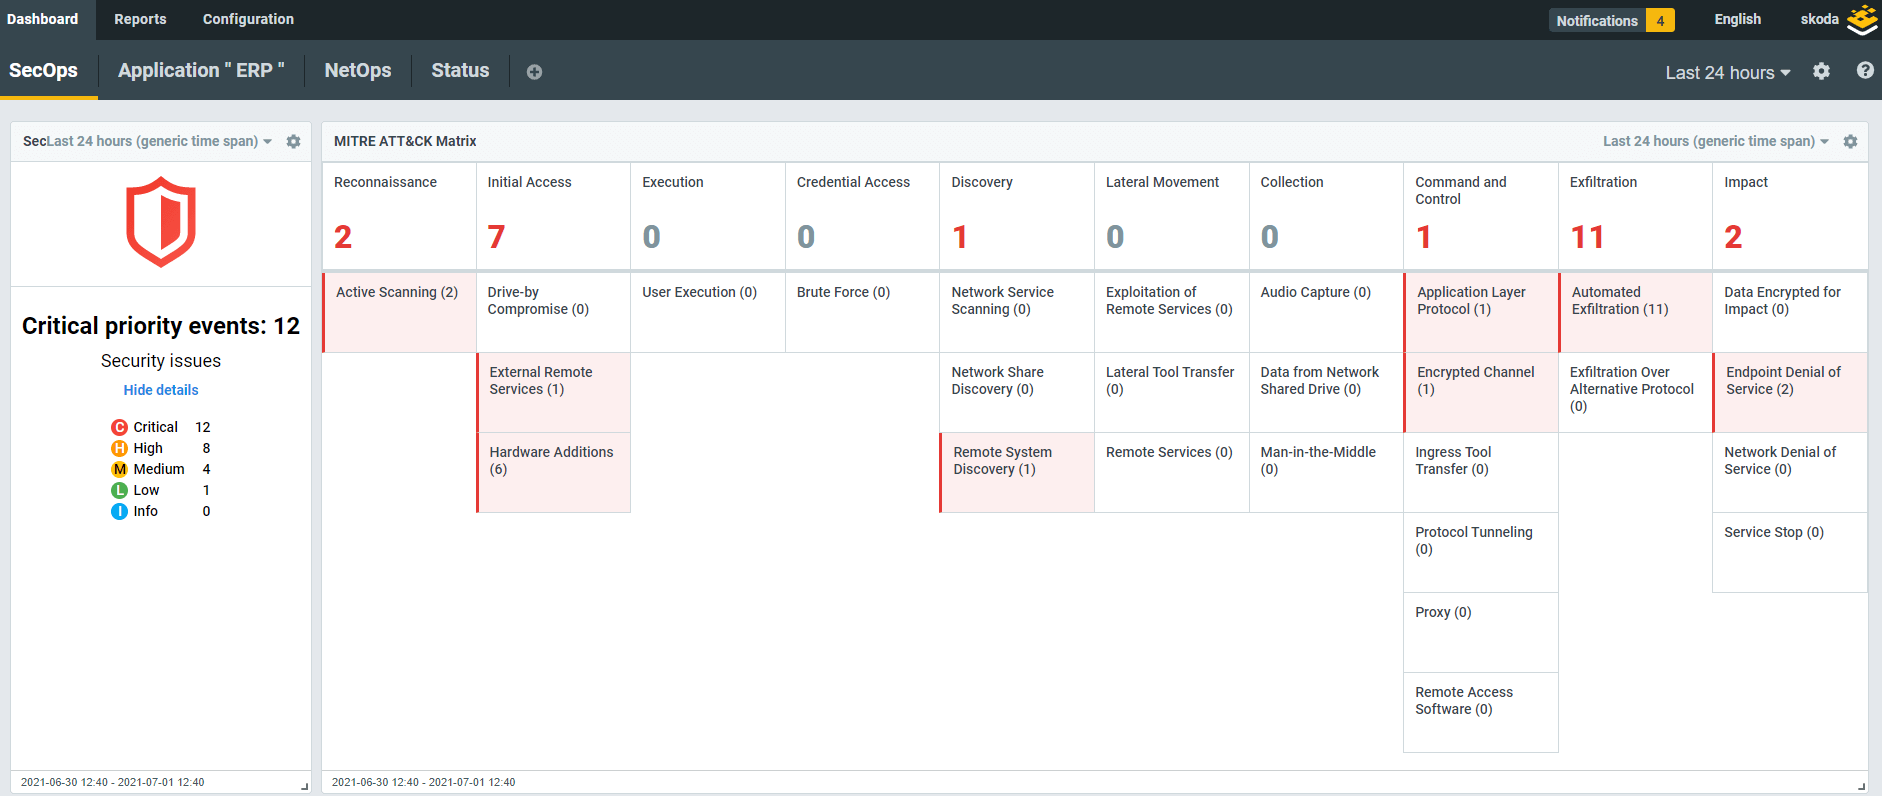 Dashboard Reports Configuration Notifications 4 English skoda
SecOps Application " ERP " NetOps Status Last 24 hours
SecLast 24 hours (generic time span)
Critical priority events: 12
Security issues
Hide details
C Critical 12
H High 8
M Medium 4
L Low 1
I Info 0
2021-06-30 12:40 - 2021-07-01 12:40
MITRE ATT&CK Matrix Last 24 hours (generic time span)
Reconnaissance
2
Active Scanning (2)
Initial Access
7
Drive-by
Compromise (0)
External Remote
Services (1)
Hardware Additions
(6)
Execution
0
User Execution (0)
Credential Access
0
Brute Force (0)
Discovery
1
Network Service
Scanning (0)
Network Share
Discovery (0)
Remote System
Discovery (1)
Lateral Movement
0
Exploitation of
Remote Services (0)
Lateral Tool Transfer
(0)
Remote Services (0)
Collection
0
Audio Capture (0)
Data from Network
Shared Drive (0)
Man-in-the-Middle
(0)
Command and
Control
1
Application Layer
Protocol (1)
Encrypted Channel
(1)
Ingress Tool
Transfer (0)
Protocol Tunneling
(0)
Proxy (0)
Remote Access
Software (0)
Exfiltration
11
Automated
Exfiltration (11)
Exfiltration Over
Alternative Protocol
(0)
Impact
2
Data Encrypted for
Impact (0)
Endpoint Denial of
Service (2)
Network Denial of
Service (0)
Service Stop (0)
2021-06-30 12:40 - 2021-07-01 12:40